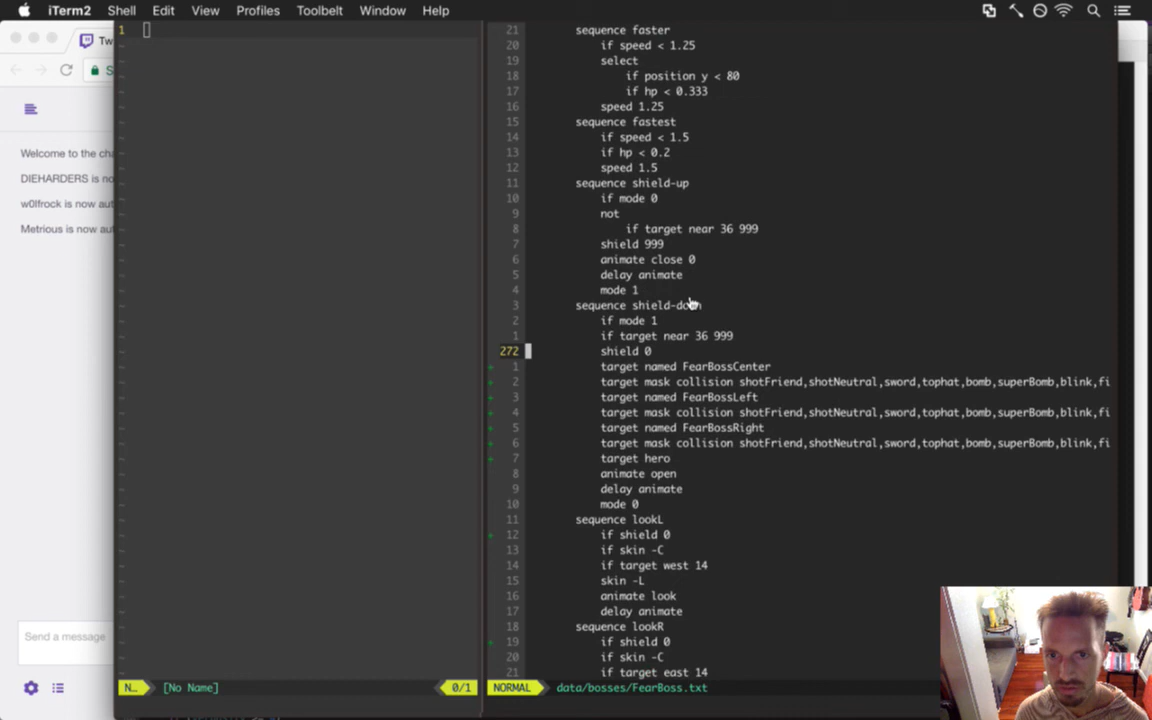 iTerm2 Shell Edit View Profiles Toolbelt Window Help
Tw
S
Welcome to the cha
DIEHARDERS is no
w0lfrock is now aut
Metrious is now aut
Send a message
1
N... [No Name] 0/1
21 sequence faster
20 if speed < 1.25
19 select
18 if position y < 80
17 if hp < 0.333
16 speed 1.25
15 sequence fastest
14 if speed < 1.5
13 if hp < 0.2
12 speed 1.5
11 sequence shield-up
10 if mode 0
9 not
8 if target near 36 999
7 shield 999
6 animate close 0
5 delay animate
4 mode 1
3 sequence shield-down
2 if mode 1
1 if target near 36 999
272 shield 0
+ 1 target named FearBossCenter
+ 2 target mask collision shotFriend,shotNeutral,sword,tophat,bomb,superBomb,blink,fi
+ 3 target named FearBossLeft
+ 4 target mask collision shotFriend,shotNeutral,sword,tophat,bomb,superBomb,blink,fi
+ 5 target named FearBossRight
+ 6 target mask collision shotFriend,shotNeutral,sword,tophat,bomb,superBomb,blink,fi
+ 7 target hero
8 animate open
9 delay animate
10 mode 0
11 sequence lookL
+ 12 if shield 0
13 if skin -C
14 if target west 14
15 skin -L
16 animate look
17 delay animate
18 sequence lookR
+ 19 if shield 0
20 if skin -C
21 if target east 14
NORMAL data/bosses/FearBoss.txt